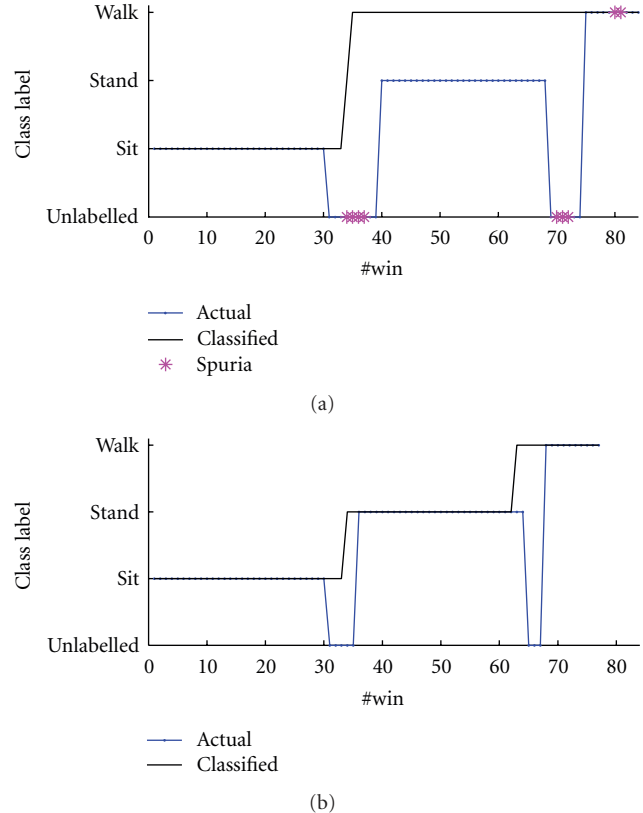 Walk
Stand
Sit
Unlabelled
Class label
0 10 20 30 40 50 60 70 80
#win
Actual
Classified
Spuria
(a)
Walk
Stand
Sit
Unlabelled
Class label
0 10 20 30 40 50 60 70 80
#win
Actual
Classified
(b)